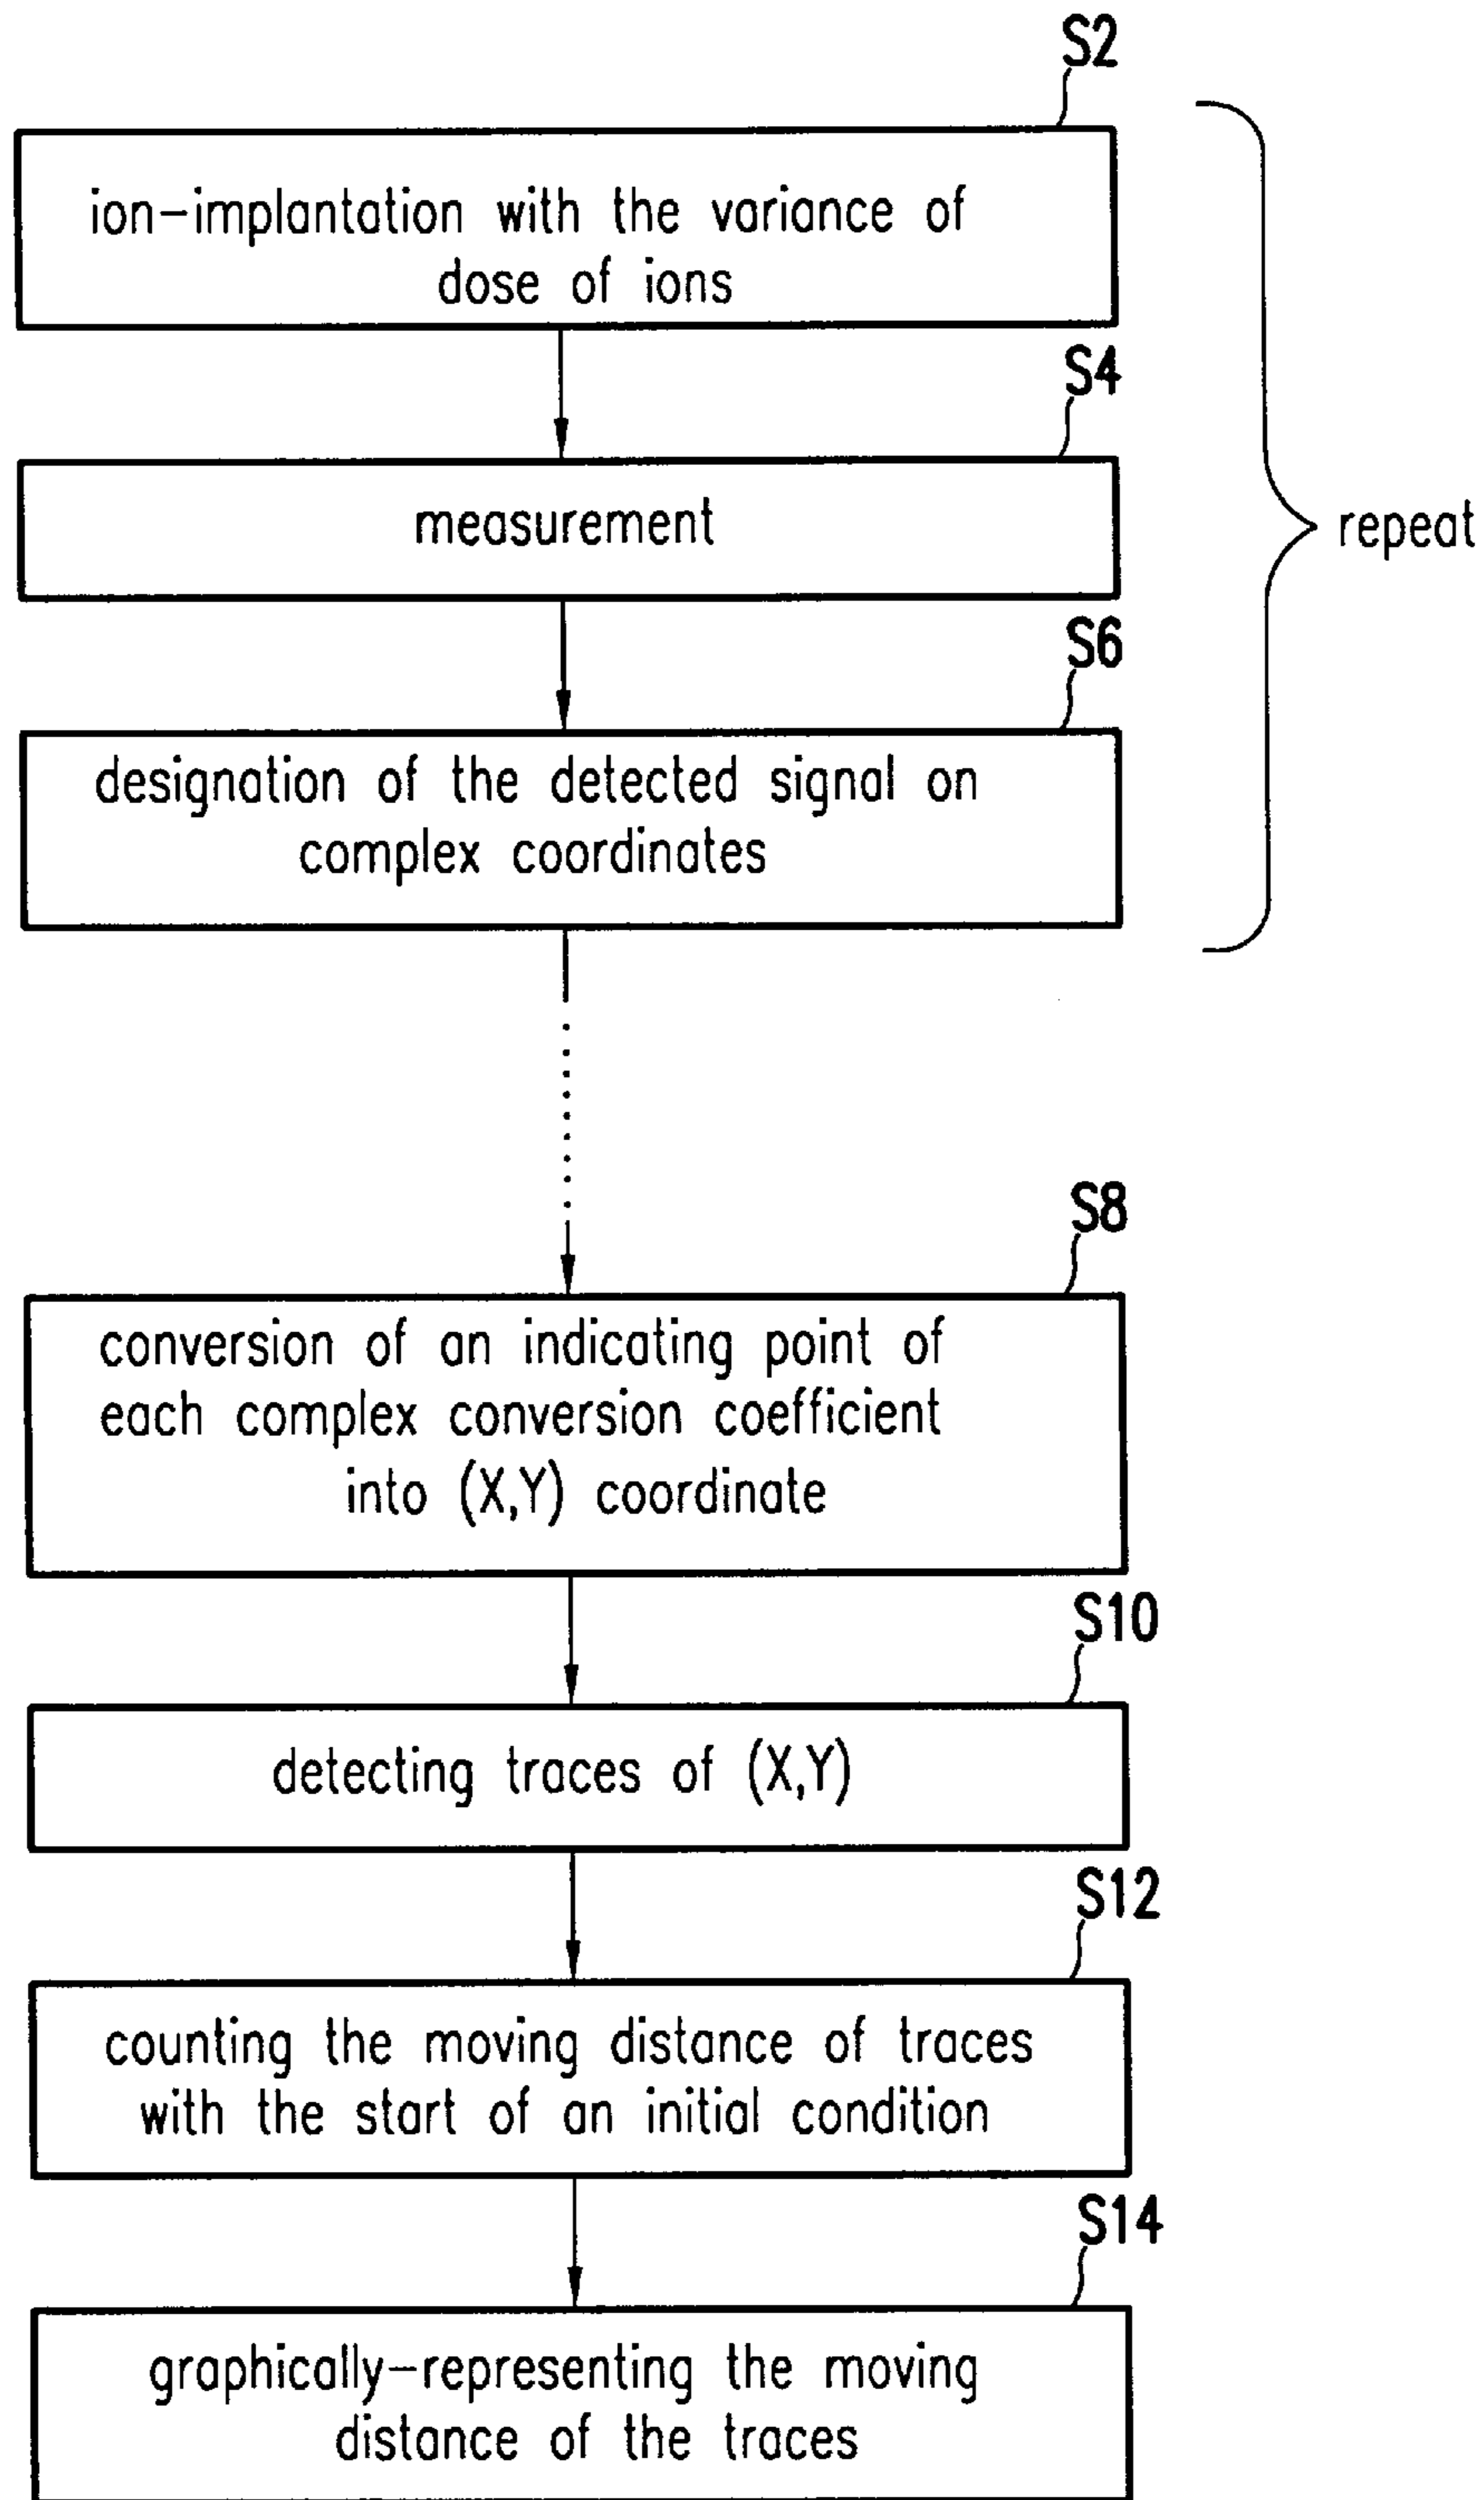 S2
ion-implantation with the variance of
dose of ions
S4
measurement
repeat
S6
designation of the detected signal on
complex coordinates
S8
conversion of an indicating point of
each complex conversion coefficient
into (X,Y) coordinate
S10
detecting traces of (X,Y)
S12
counting the moving distance of traces
with the start of an initial condition
S14
graphically-representing the moving
distance of the traces